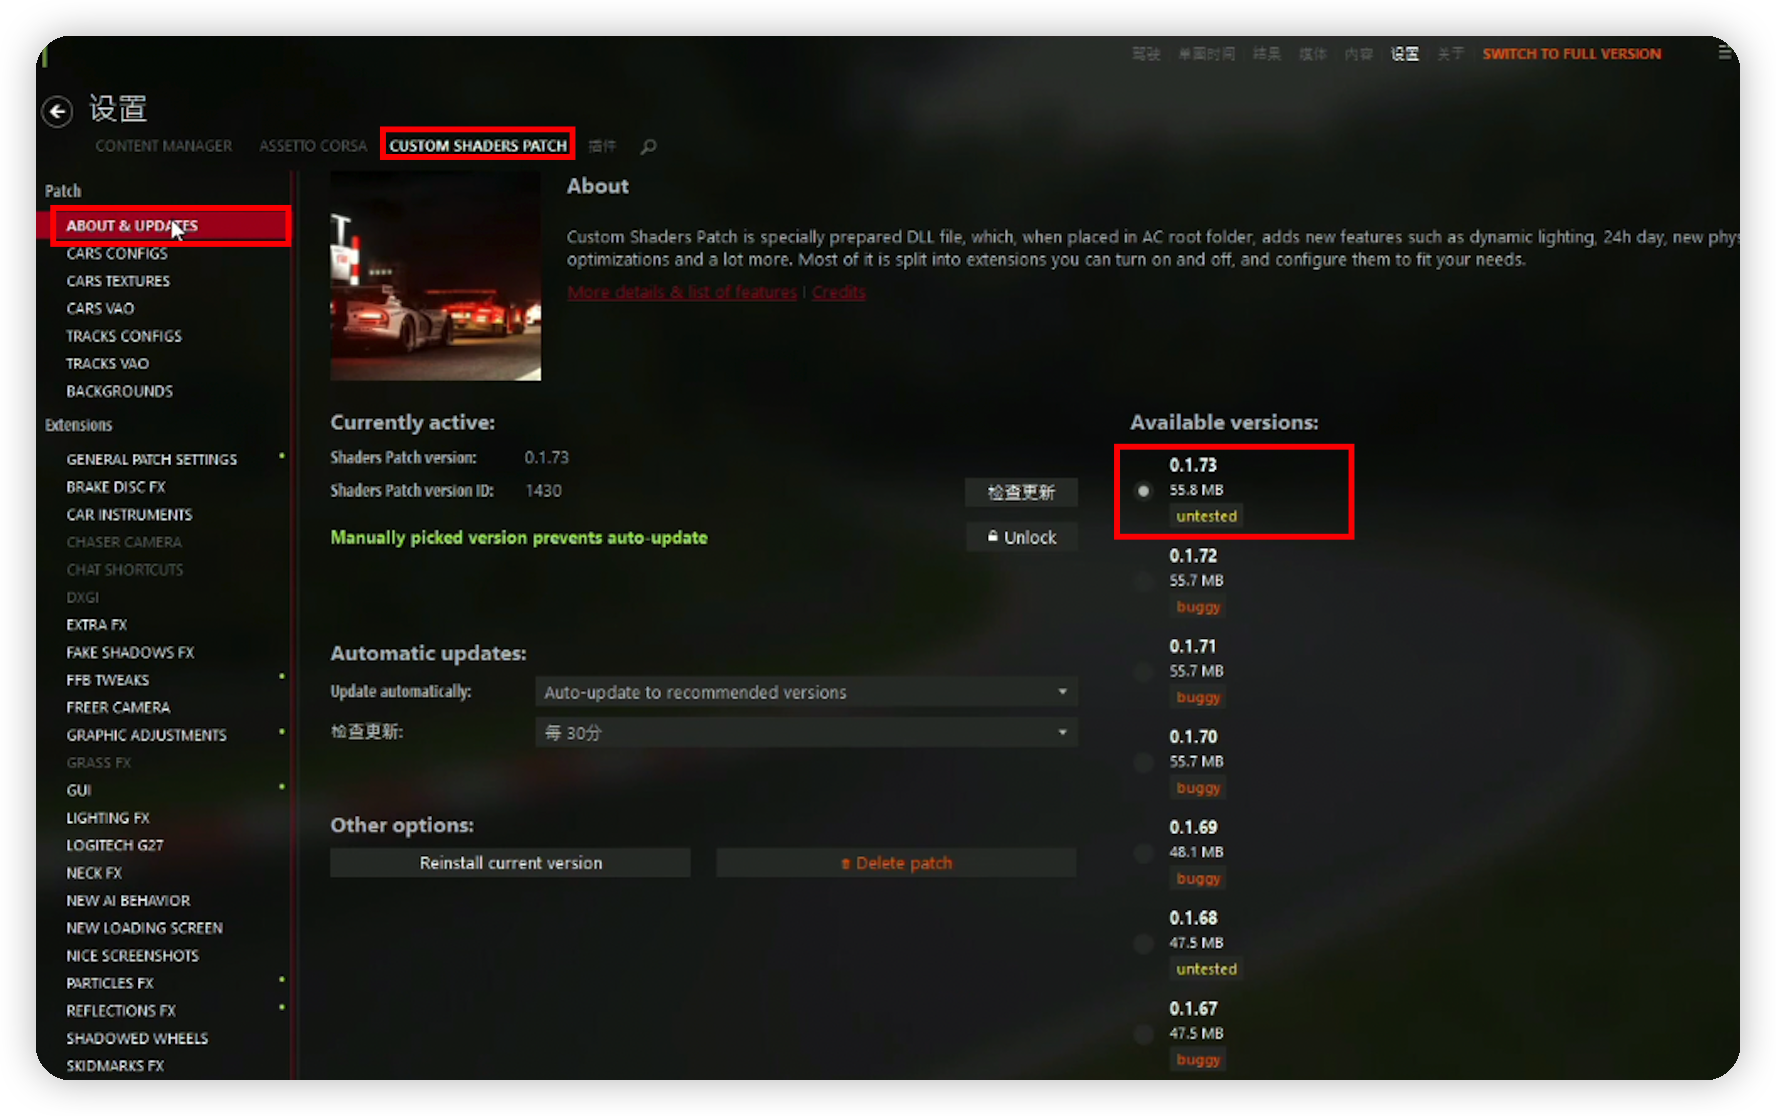 驾驶 单圈时间 结果 媒体 内容 设置 关于 SWITCH TO FULL VERSION
设置
CONTENT MANAGER ASSETTO CORSA CUSTOM SHADERS PATCH 插件
Patch
ABOUT & UPDATES
CARS CONFIGS
CARS TEXTURES
CARS VAO
TRACKS CONFIGS
TRACKS VAO
BACKGROUNDS
Extensions
GENERAL PATCH SETTINGS
BRAKE DISC FX
CAR INSTRUMENTS
CHASER CAMERA
CHAT SHORTCUTS
DXGI
EXTRA FX
FAKE SHADOWS FX
FFB TWEAKS
FREER CAMERA
GRAPHIC ADJUSTMENTS
GRASS FX
GUI
LIGHTING FX
LOGITECH G27
NECK FX
NEW AI BEHAVIOR
NEW LOADING SCREEN
NICE SCREENSHOTS
PARTICLES FX
REFLECTIONS FX
SHADOWED WHEELS
SKIDMARKS FX
About
Custom Shaders Patch is specially prepared DLL file, which, when placed in AC root folder, adds new features such as dynamic lighting, 24h day, new phys
optimizations and a lot more. Most of it is split into extensions you can turn on and off, and configure them to fit your needs.
More details & list of features | Credits
Currently active:
Shaders Patch version: 0.1.73
Shaders Patch version ID: 1430
检查更新
Manually picked version prevents auto-update
Unlock
Automatic updates:
Update automatically: Auto-update to recommended versions
检查更新: 每 30分
Other options:
Reinstall current version
Delete patch
Available versions:
0.1.73
55.8 MB
untested
0.1.72
55.7 MB
buggy
0.1.71
55.7 MB
buggy
0.1.70
55.7 MB
buggy
0.1.69
48.1 MB
buggy
0.1.68
47.5 MB
untested
0.1.67
47.5 MB
buggy